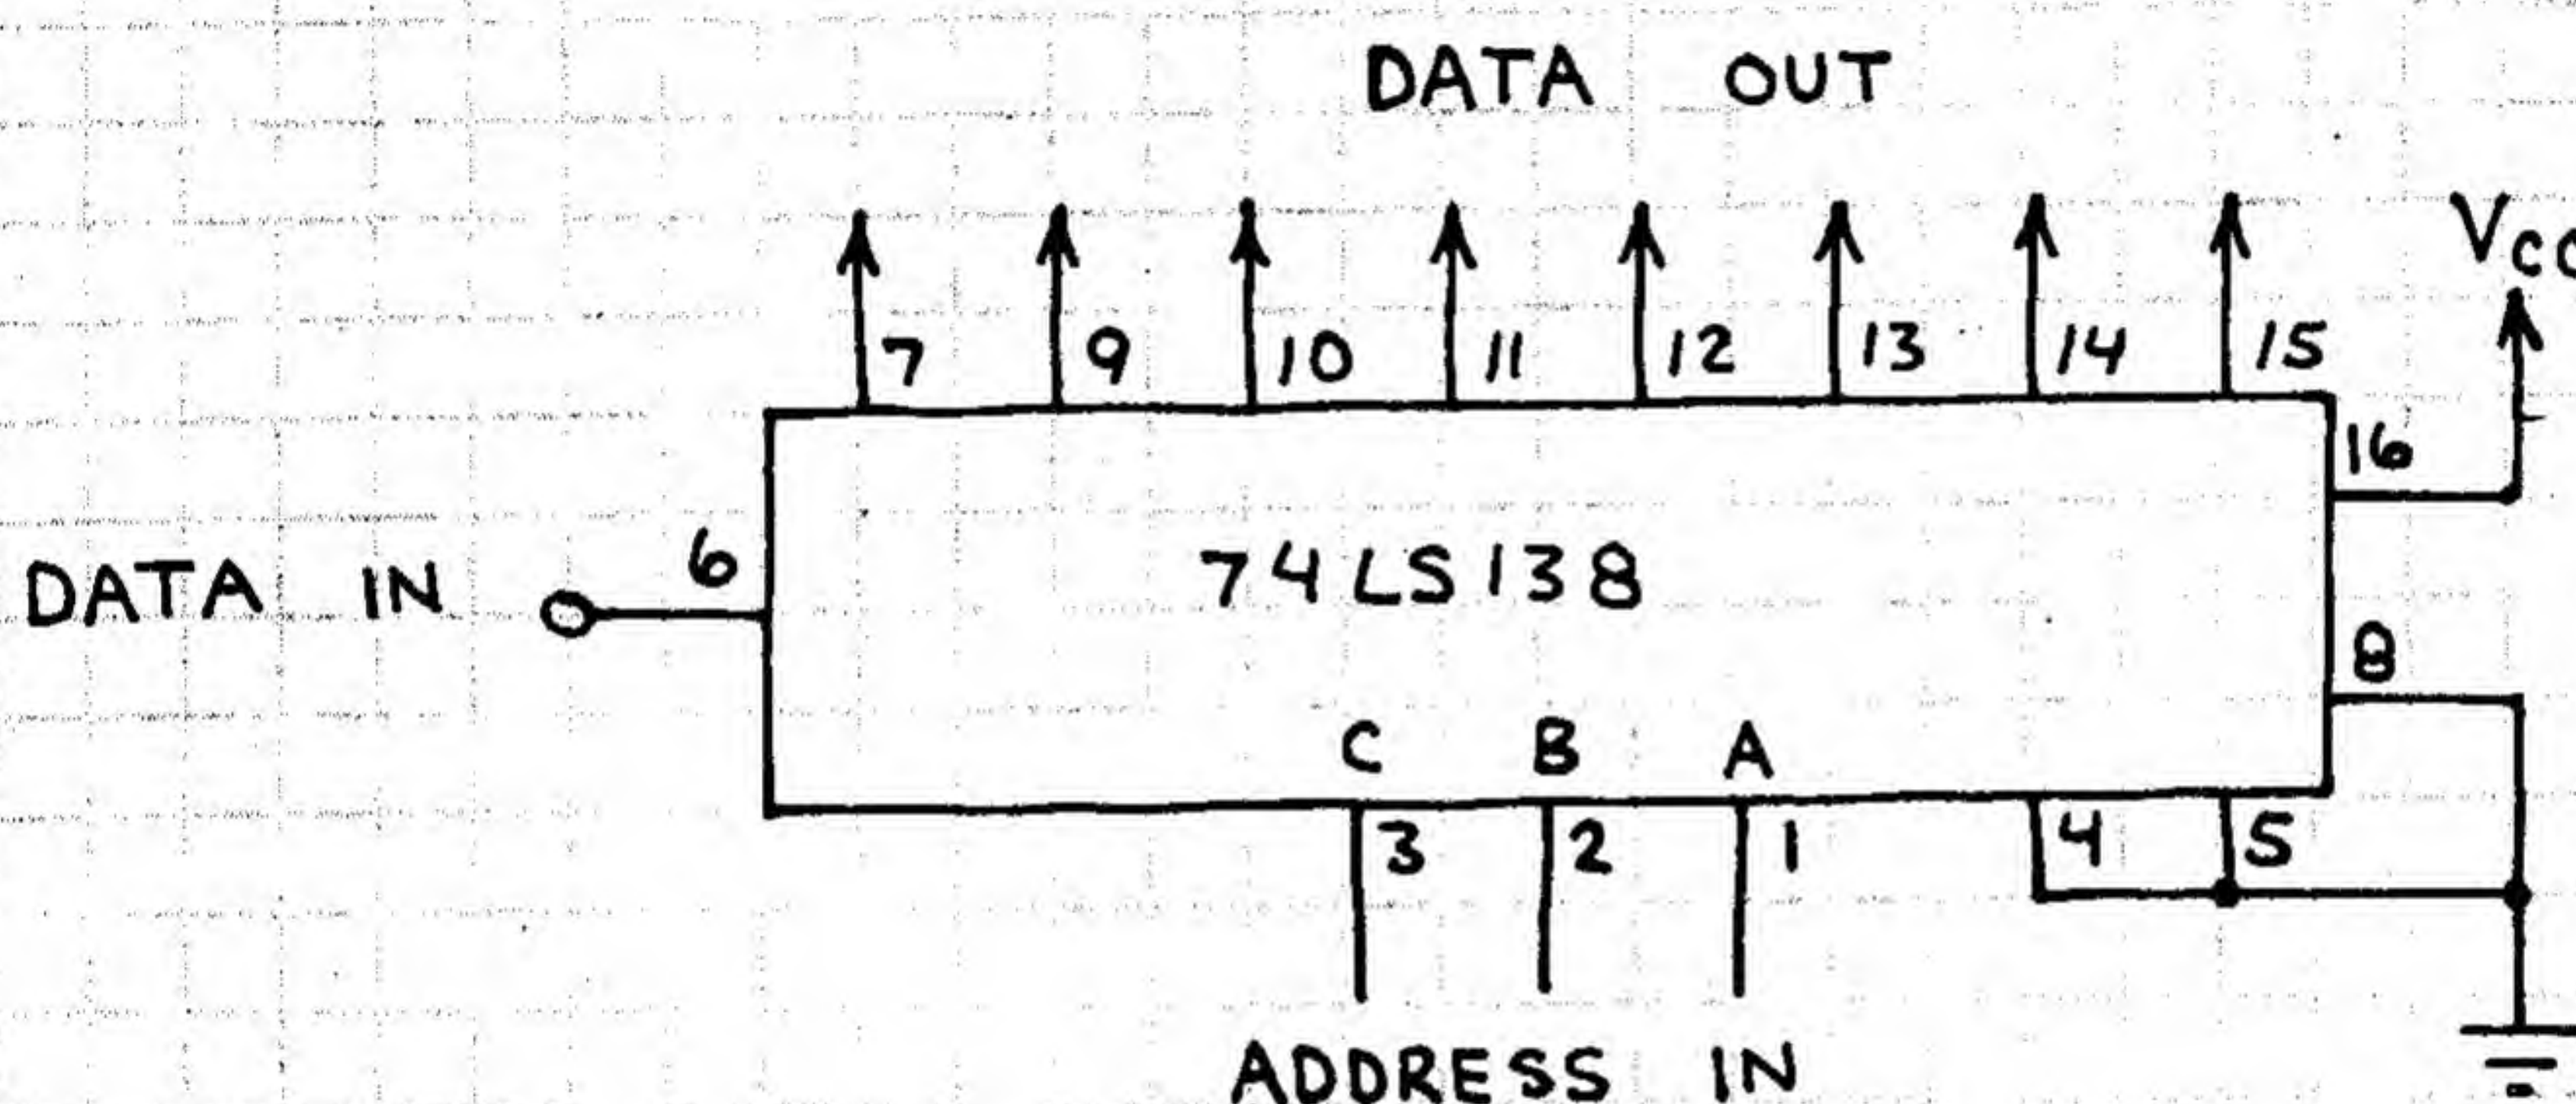 DATA OUT
Vcc
7 9 10 11 12 13 14 15
16
6
DATA IN
74LS138
8
C B A
3 2 1 4 5
ADDRESS IN